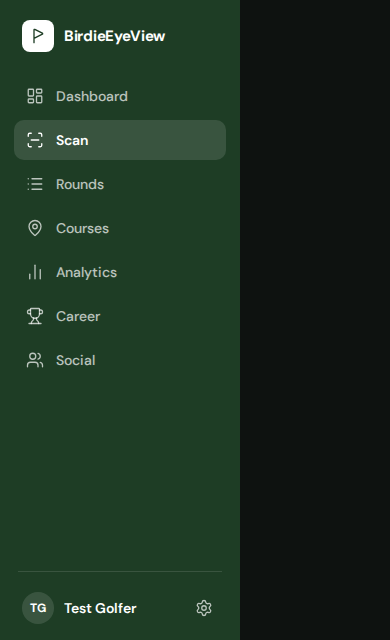 BirdieEyeView
Dashboard
Scan
Rounds
Courses
Analytics
Career
Social
TG Test Golfer